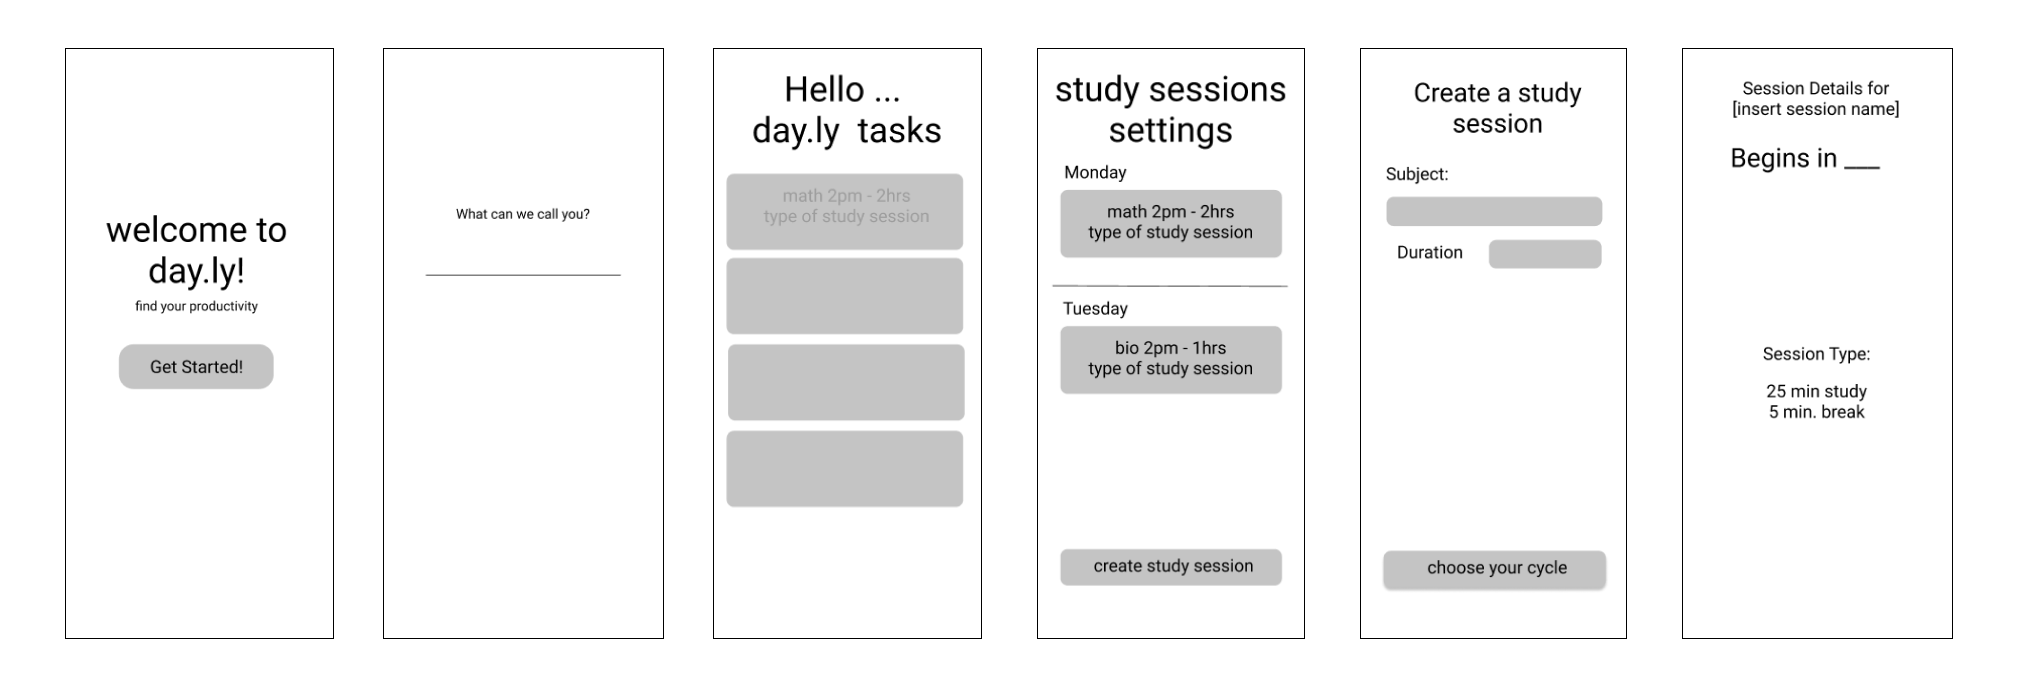 welcome to
day.ly!
find your productivity
Get Started!
What can we call you?
Hello ...
day.ly tasks
math 2pm - 2hrs
type of study session
study sessions
settings
Monday
math 2pm - 2hrs
type of study session
Tuesday
bio 2pm - 1hrs
type of study session
create study session
Create a study
session
Subject:
Duration
choose your cycle
Session Details for
[insert session name]
Begins in ___
Session Type:
25 min study
5 min. break